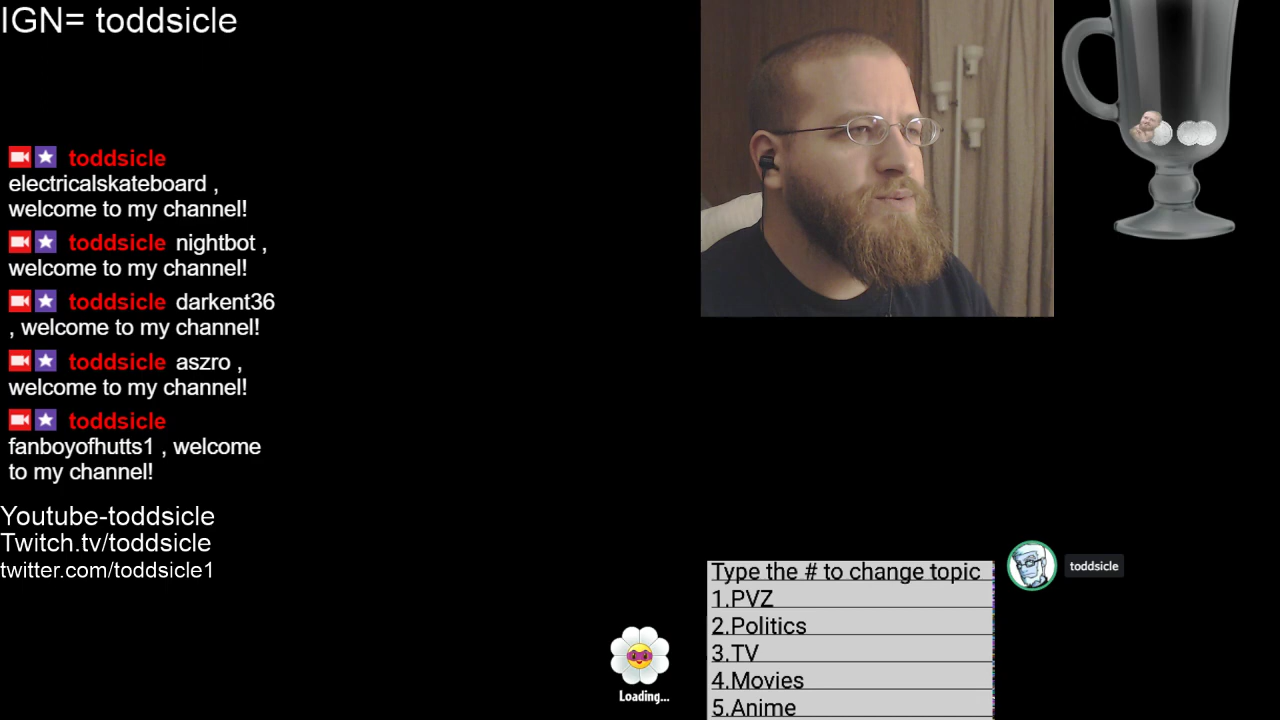 IGN= toddsicle
toddsicle
electricalskateboard ,
welcome to my channel!
toddsicle nightbot ,
welcome to my channel!
toddsicle darkent36
, welcome to my channel!
toddsicle aszro ,
welcome to my channel!
toddsicle
fanboyofhutts1 , welcome
to my channel!
Youtube-toddsicle
Twitch.tv/toddsicle
twitter.com/toddsicle1
Loading...
Type the # to change topic
1.PVZ
2.Politics
3.TV
4.Movies
5.Anime
toddsicle